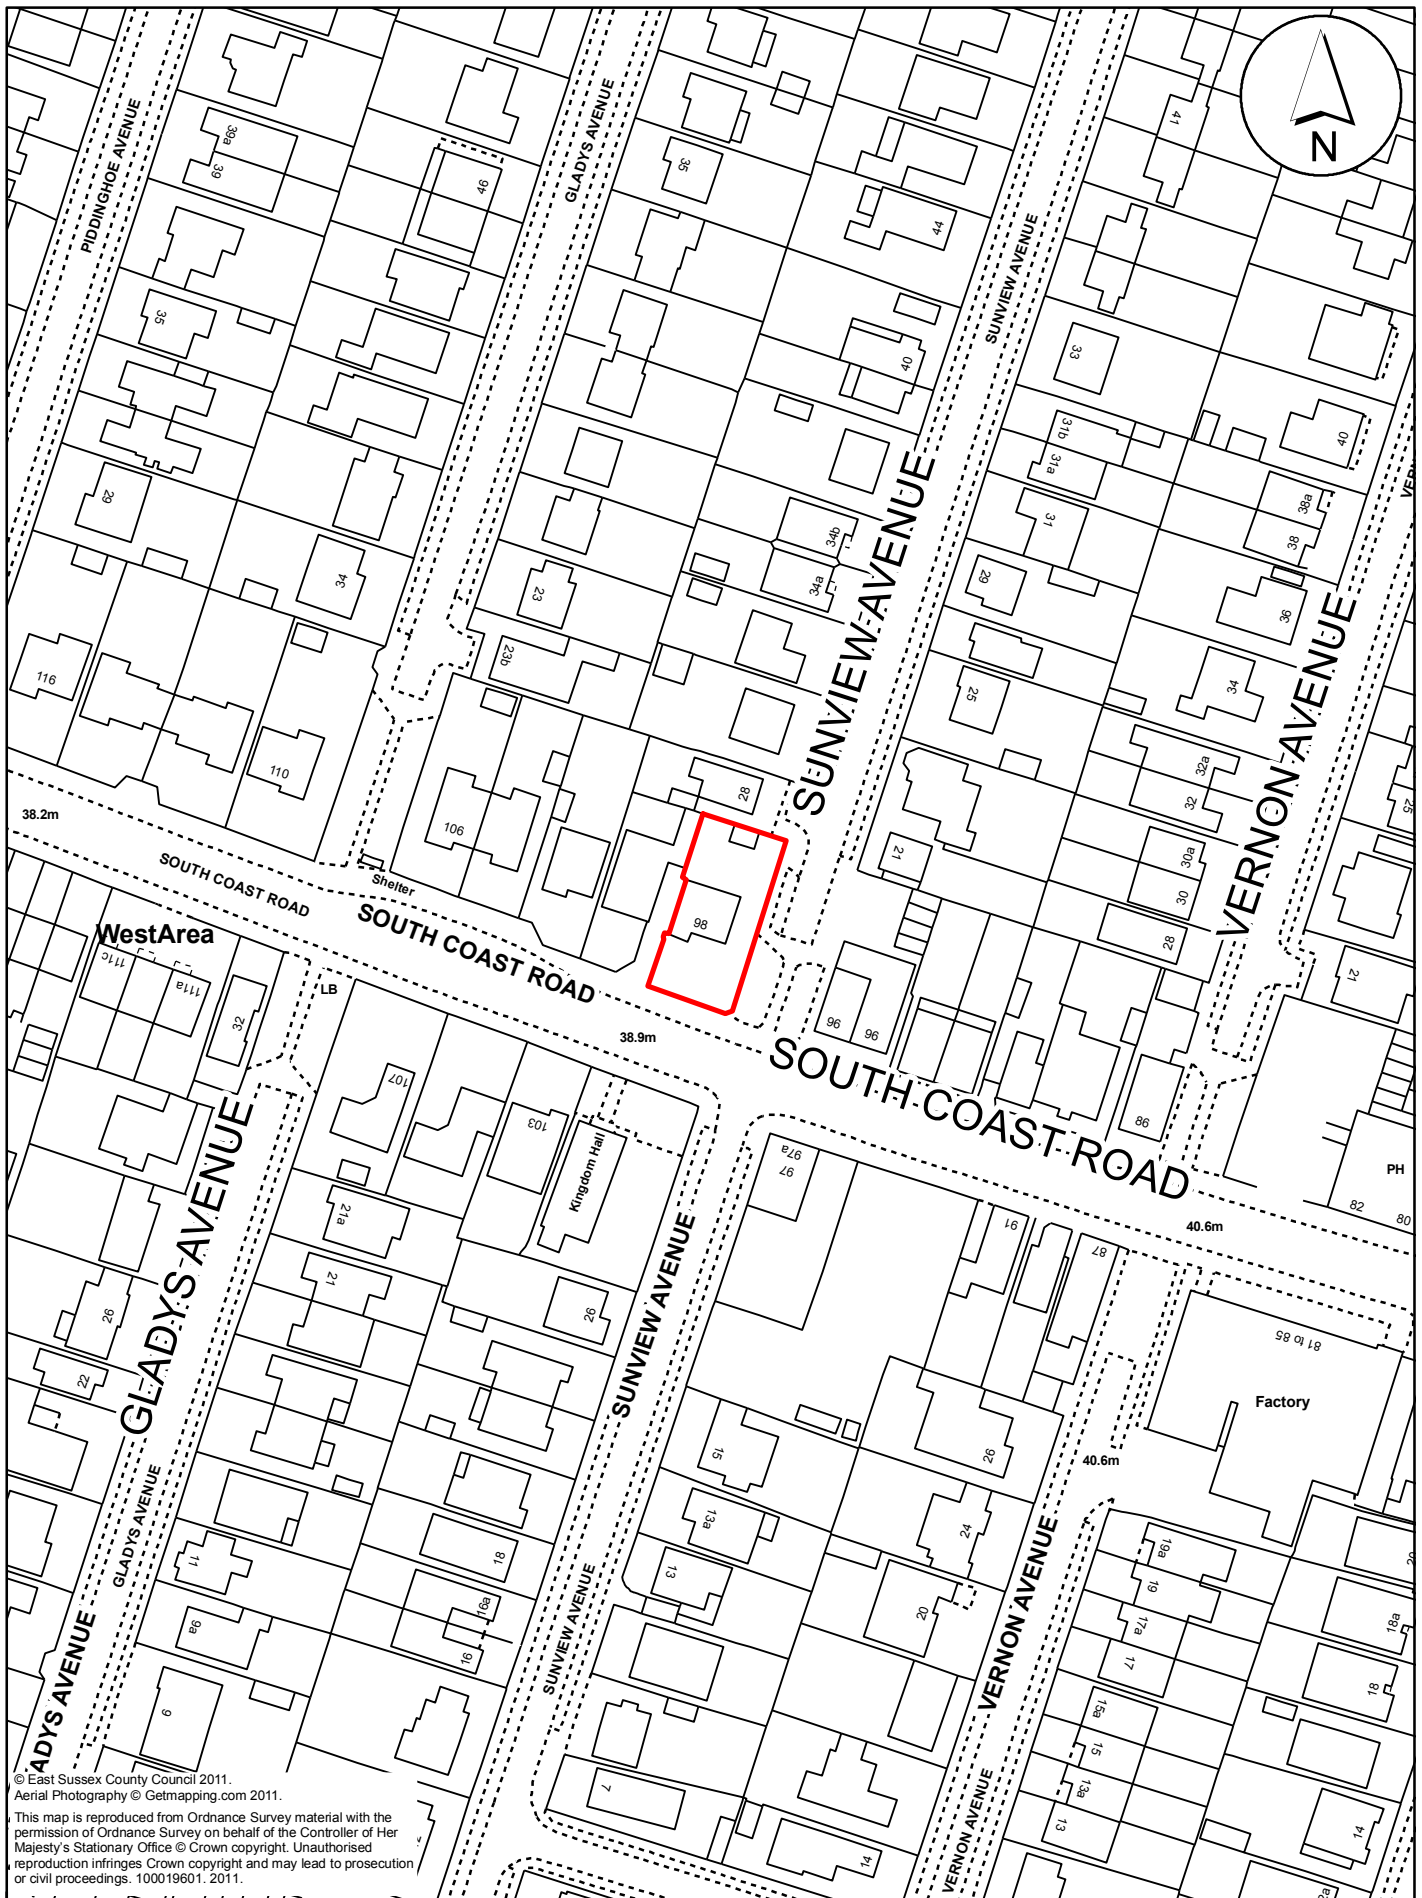 N
PIDDINGHOE AVENUE
39a
39
46
GLADYS AVENUE
35
44
41
SUNVIEW AVENUE
35
40
33
40
31b
31a
38a
38
29
34b
34a
31
29
36
34
23
23b
SUNVIEW AVENUE
VERNON AVENUE
116
110
25
34
32a
32
25
28
106
21
30a
30
28
21
38.2m
SOUTH COAST ROAD
Shelter
SOUTH COAST ROAD
98
WestArea
111c
111a
32
LB
38.9m
96
96
SOUTH COAST ROAD
107
103
Kingdom Hall
97a
97
86
PH
82
80
40.6m
GLADYS AVENUE
21a
21
26
26
22
SUNVIEW AVENUE
91
87
81 to 85
Factory
15
26
40.6m
13a
24
GLADYS AVENUE
11
18
13
19a
19
20
9a
16a
16
SUNVIEW AVENUE
20
VERNON AVENUE
17a
17
18a
18
ADYS AVENUE
9
15a
15
13a
13
7
14
14
VERNON AVENUE
© East Sussex County Council 2011.
Aerial Photography © Getmapping.com 2011.
This map is reproduced from Ordnance Survey material with the
permission of Ordnance Survey on behalf of the Controller of Her
Majesty's Stationary Office © Crown copyright. Unauthorised
reproduction infringes Crown copyright and may lead to prosecution
or civil proceedings. 100019601. 2011.